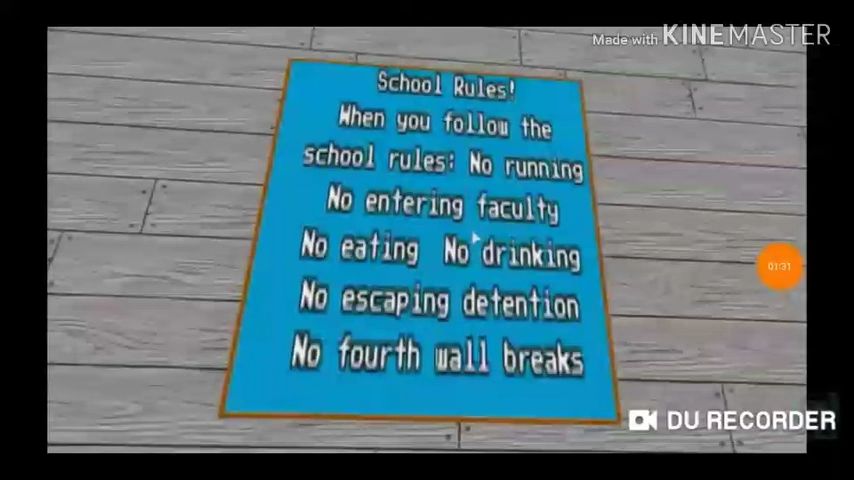 Made with KINEMASTER
School Rules!
When you follow the
school rules: No running
No entering faculty
No eating No drinking
No escaping detention
No fourth wall breaks
01:31
DU RECORDER